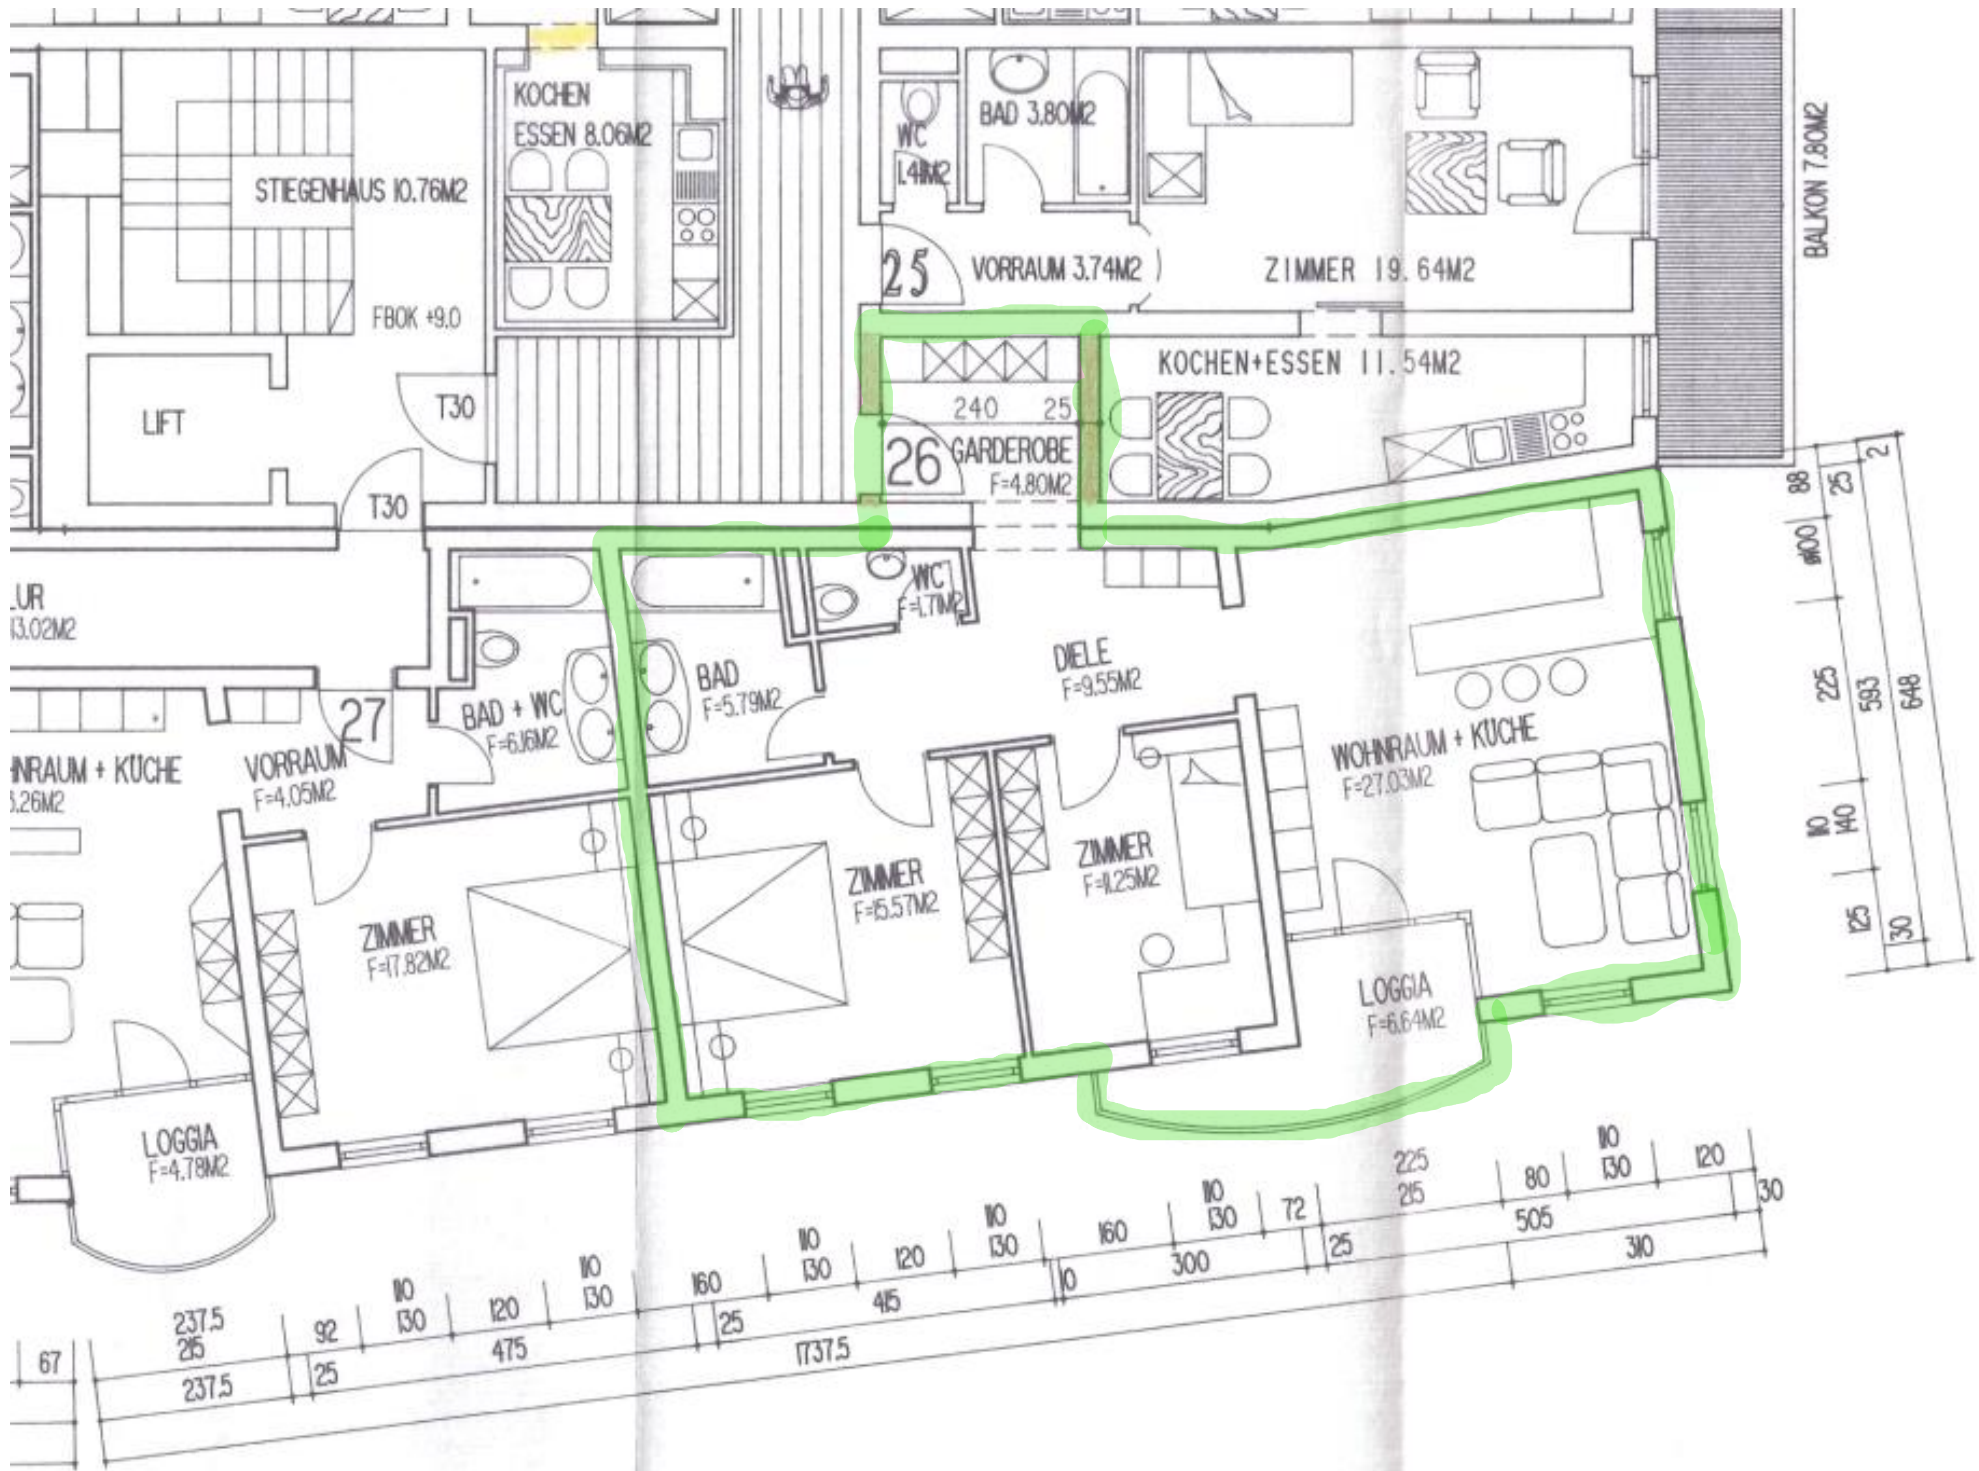 KOCHEN
ESSEN 8.06M2
STIEGENHAUS 10.76M2
FBOK +9.0
LIFT
T30
T30
WC
1.41M2
BAD 3.80M2
25
VORRAUM 3.74M2
ZIMMER 19.64M2
BALKON 7.80M2
KOCHEN+ESSEN 11.54M2
240 25
26
GARDEROBE
F=4.80M2
WC
F=1.71M2
DIELE
F=9.55M2
BAD
F=5.79M2
BAD + WC
F=6.16M2
27
VORRAUM
F=4.05M2
13.02M2
KÜCHE
WOHNRAUM + KÜCHE
F=27.03M2
ZIMMER
F=17.82M2
ZIMMER
F=15.57M2
ZIMMER
F=11.25M2
LOGGIA
F=6.64M2
LOGGIA
F=4.78M2
88
25
2
225
593
648
110
140
125
30
225
215
80
110
130
120
30
505
310
110
130
72
25
160
300
110
130
10
120
415
110
130
160
25
1737.5
110
130
120
475
110
130
92
25
237.5
215
237.5
67